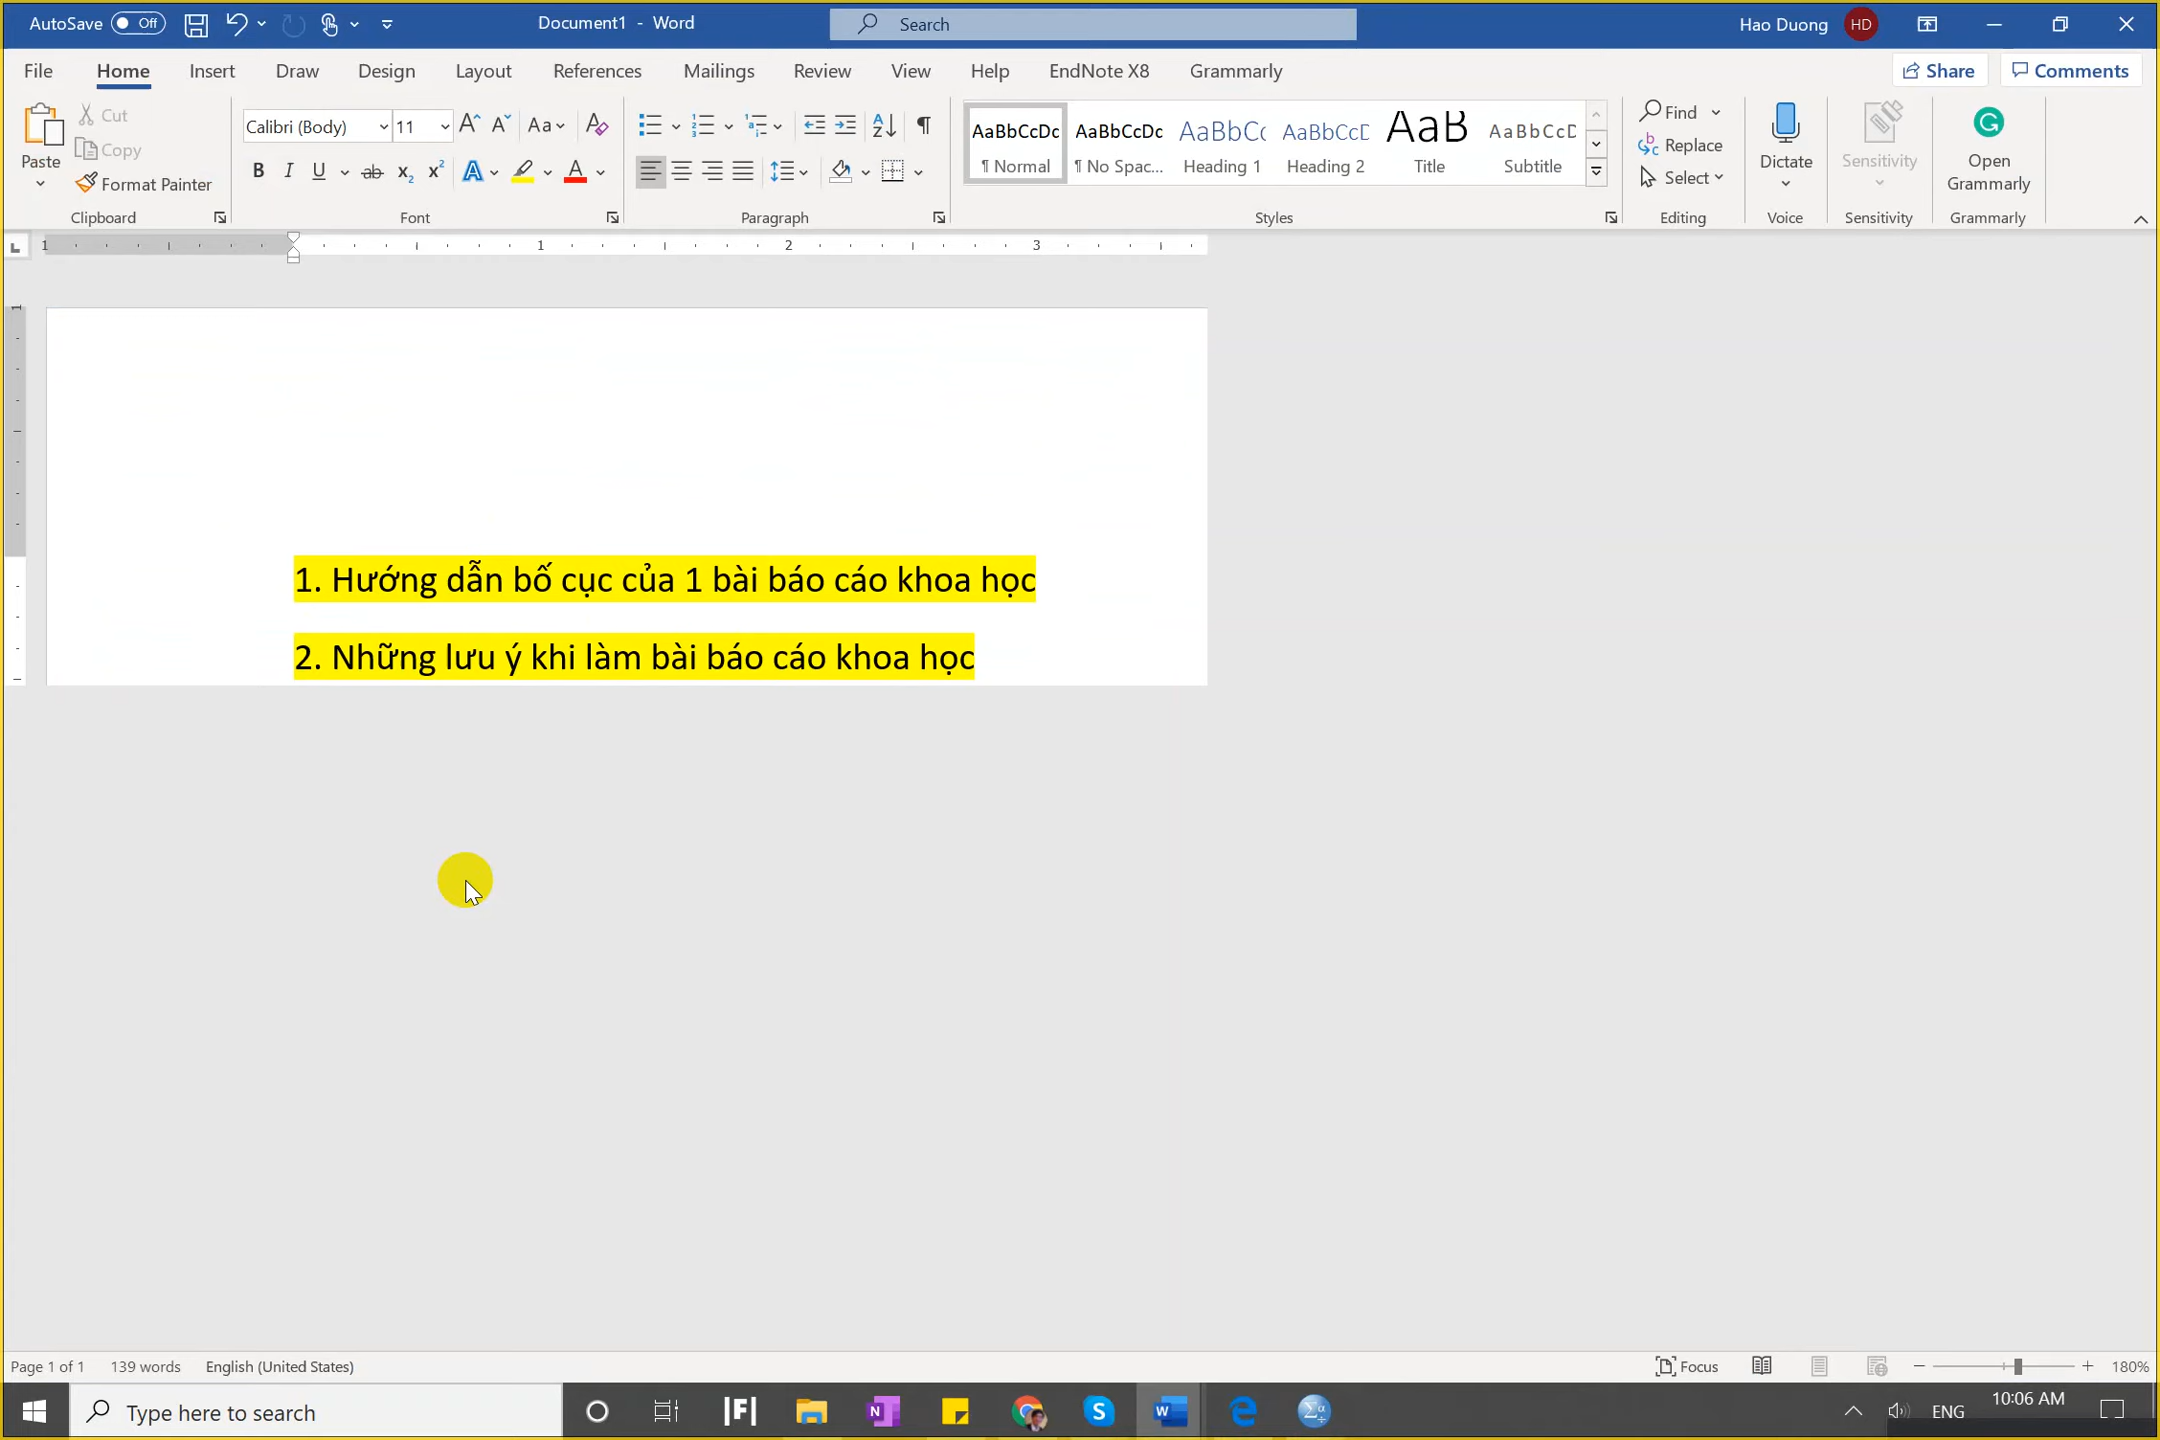 AutoSave Off Document1 - Word Search Hao Duong HD
File Home Insert Draw Design Layout References Mailings Review View Help EndNote X8 Grammarly Share Comments
Paste Cut Copy Format Painter
Clipboard
Calibri (Body) 11
Font
Paragraph
AaBbCcDc AaBbCcDc AaBbCc AaBbCcD AaB AaBbCcD
¶ Normal ¶ No Spac... Heading 1 Heading 2 Title Subtitle
Styles
Find Replace Select
Editing
Dictate
Voice
Sensitivity
Sensitivity
Open Grammarly
Grammarly
1 1 2 3
1. Hướng dẫn bố cục của 1 bài báo cáo khoa học
2. Những lưu ý khi làm bài báo cáo khoa học
Page 1 of 1 139 words English (United States) Focus 180%
Type here to search ENG 10:06 AM